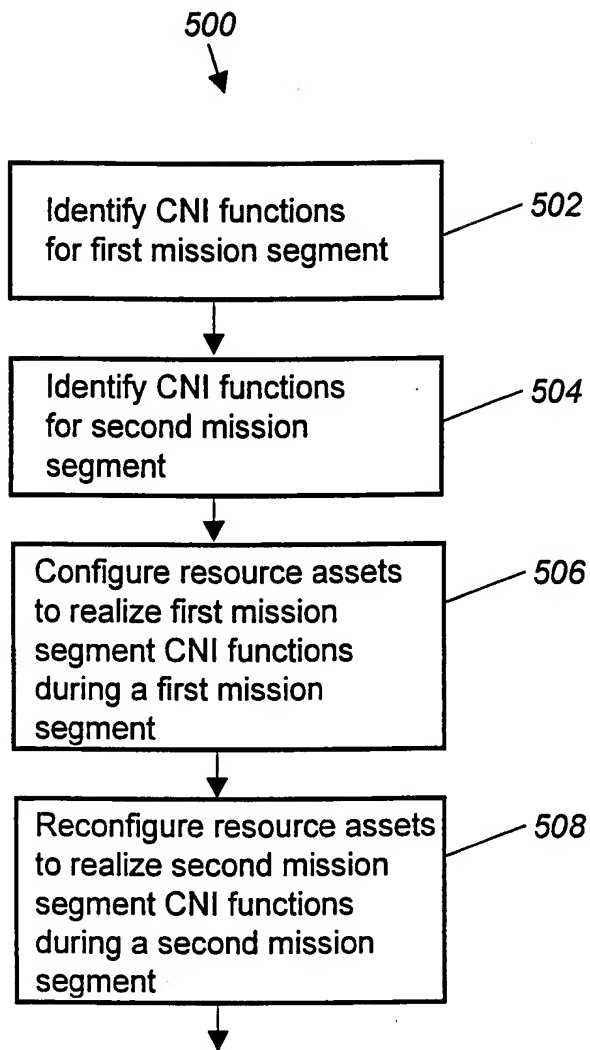 500
Identify CNI functions
for first mission segment
502
Identify CNI functions
for second mission
segment
504
Configure resource assets
to realize first mission
segment CNI functions
during a first mission
segment
506
Reconfigure resource assets
to realize second mission
segment CNI functions
during a second mission
segment
508